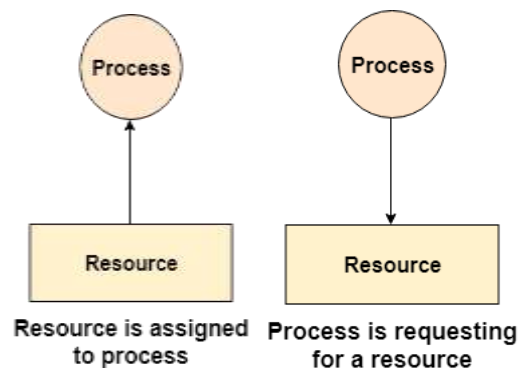 Process
Process
Resource
Resource
Resource is assigned
to process
Process is requesting
for a resource